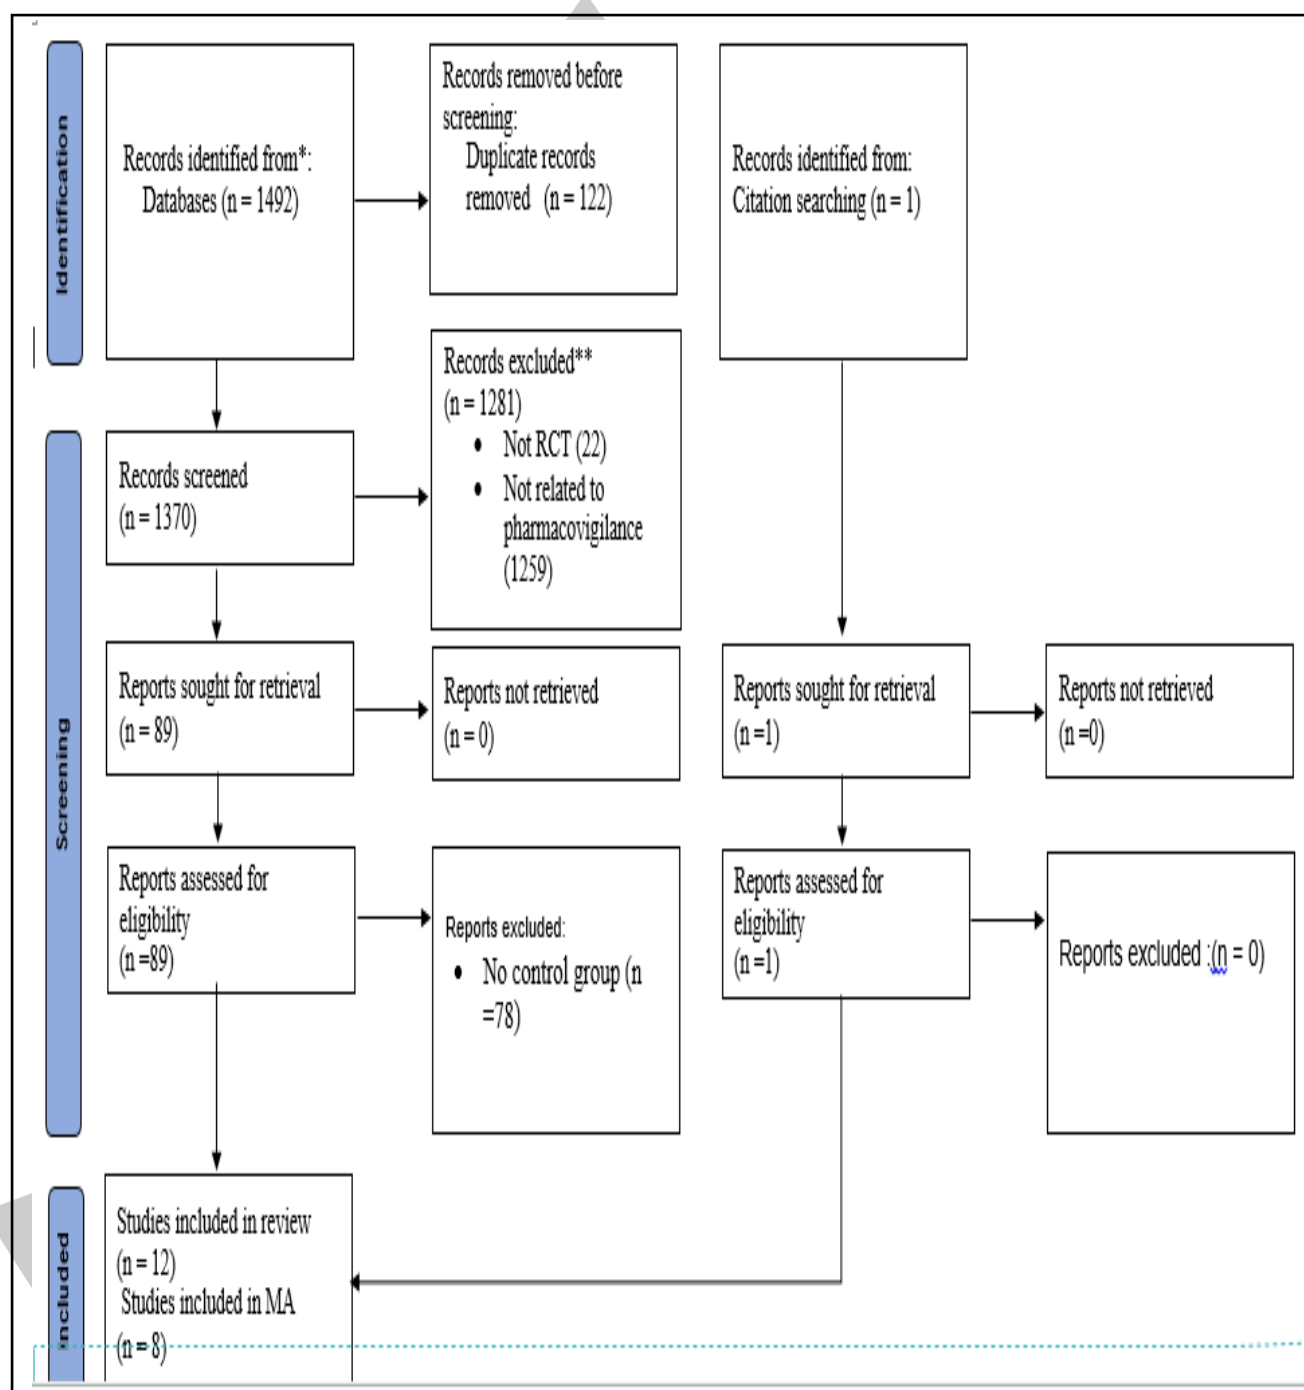 Identification
Records identified from*:
Databases (n = 1492)
Records removed before
screening:
Duplicate records
removed (n = 122)
Records identified from:
Citation searching (n = 1)
Screening
Records screened
(n = 1370)
Records excluded**
(n = 1281)
• Not RCT (22)
• Not related to
pharmacovigilance
(1259)
Reports sought for retrieval
(n = 89)
Reports not retrieved
(n = 0)
Reports sought for retrieval
(n =1)
Reports not retrieved
(n =0)
Reports assessed for
eligibility
(n =89)
Reports excluded:
• No control group (n
=78)
Reports assessed for
eligibility
(n =1)
Reports excluded :(n = 0)
Included
Studies included in review
(n = 12)
Studies included in MA
(n = 8)